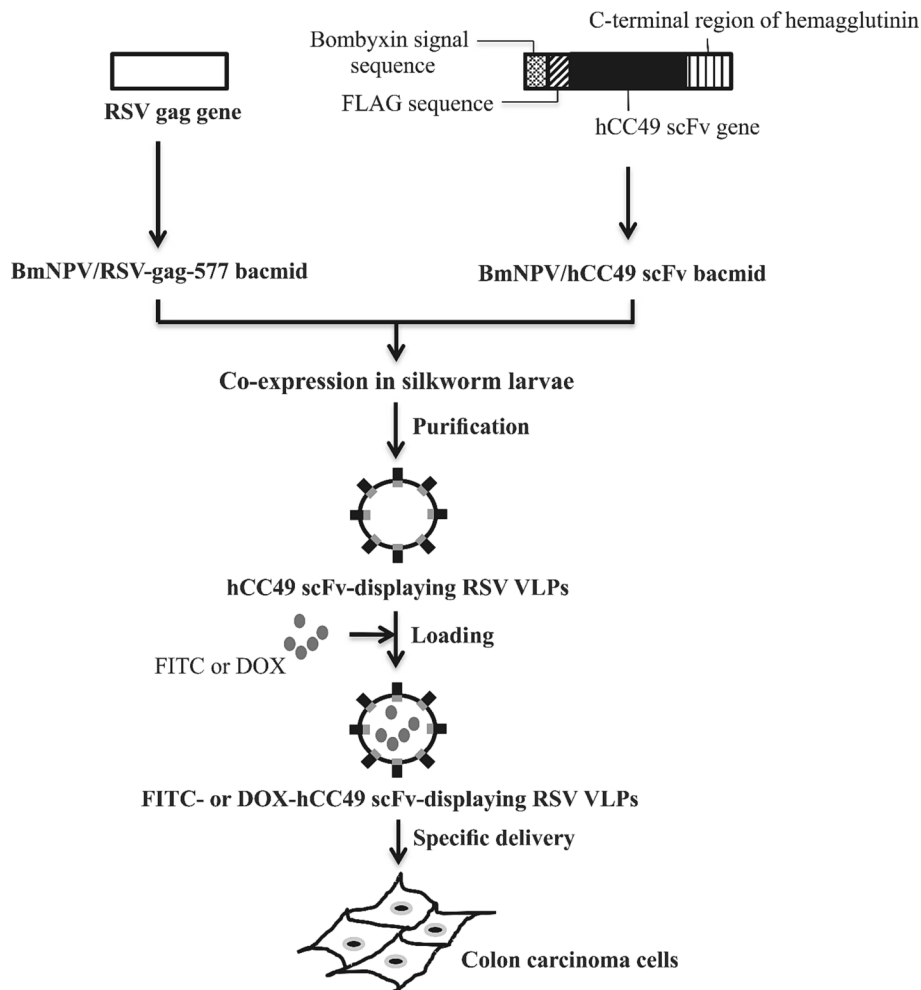 C-terminal region of hemagglutinin
Bombyxin signal
sequence
FLAG sequence
RSV gag gene
hCC49 scFv gene
BmNPV/RSV-gag-577 bacmid
BmNPV/hCC49 scFv bacmid
Co-expression in silkworm larvae
Purification
hCC49 scFv-displaying RSV VLPs
Loading
FITC or DOX
FITC- or DOX-hCC49 scFv-displaying RSV VLPs
Specific delivery
Colon carcinoma cells